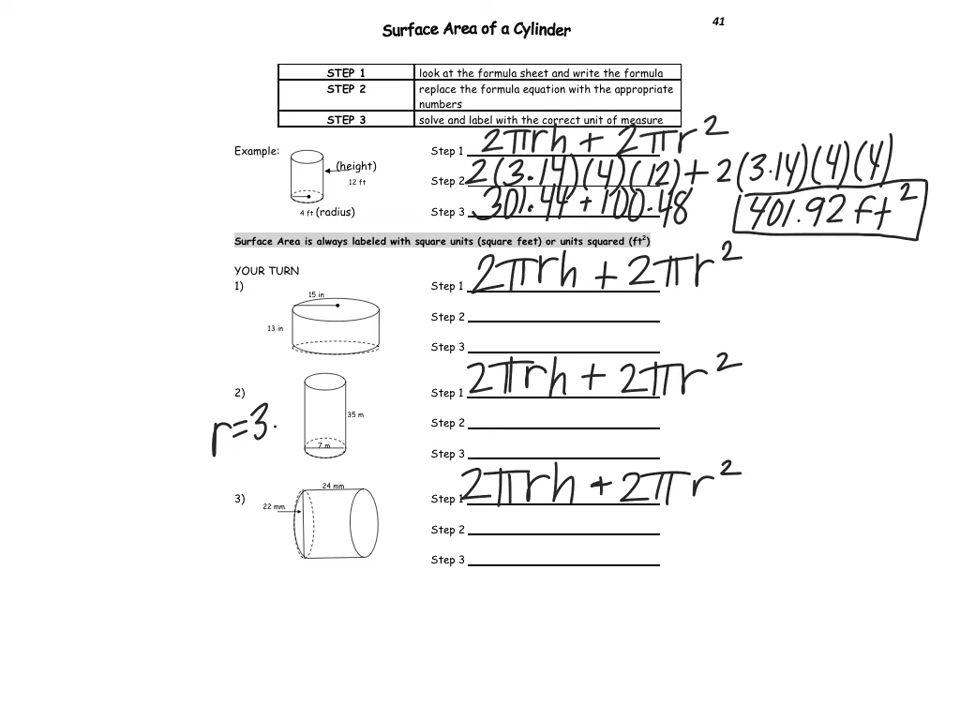 41
Surface Area of a Cylinder
STEP 1 look at the formula sheet and write the formula
STEP 2 replace the formula equation with the appropriate
numbers
STEP 3 solve and label with the correct unit of measure
Example:
(height)
12 ft
4 ft (radius)
Step 1 2πrh + 2πr²
Step 2 2(3.14)(4)(12) + 2(3.14)(4)(4)
Step 3 301.44 + 100.48 401.92 ft²
Surface Area is always labeled with square units (square feet) or units squared (ft²)
YOUR TURN
1)
15 in
13 in
Step 1 2πrh + 2πr²
Step 2
Step 3
2)
35 m
7 m
r=3.
Step 1 2πrh + 2πr²
Step 2
Step 3
3)
24 mm
22 mm
Step 1 2πrh + 2πr²
Step 2
Step 3